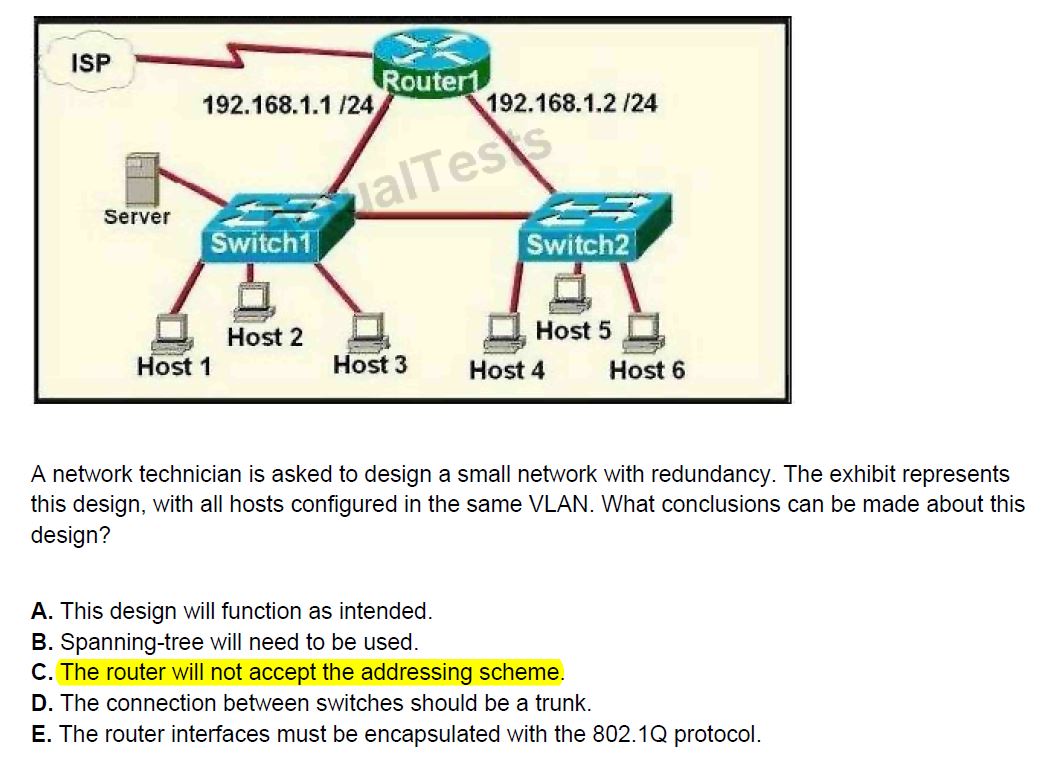 ISP
Router1
192.168.1.1 /24
192.168.1.2 /24
ualTests
Server
Switch1
Switch2
Host 2
Host 5
Host 1
Host 3
Host 4
Host 6
A network technician is asked to design a small network with redundancy. The exhibit represents
this design, with all hosts configured in the same VLAN. What conclusions can be made about this
design?
A. This design will function as intended.
B. Spanning-tree will need to be used.
C. The router will not accept the addressing scheme.
D. The connection between switches should be a trunk.
E. The router interfaces must be encapsulated with the 802.1Q protocol.